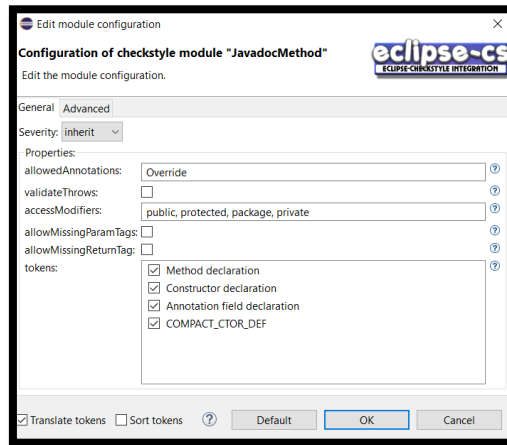 Edit module configuration
Configuration of checkstyle module "JavadocMethod"
Edit the module configuration.
eclipse-cs
ECLIPSE-CHECKSTYLE INTEGRATION
General Advanced
Severity: inherit
Properties:
allowedAnnotations: Override
validateThrows:
accessModifiers: public, protected, package, private
allowMissingParamTags:
allowMissingReturnTag:
tokens:
Method declaration
Constructor declaration
Annotation field declaration
COMPACT_CTOR_DEF
Translate tokens Sort tokens Default OK Cancel